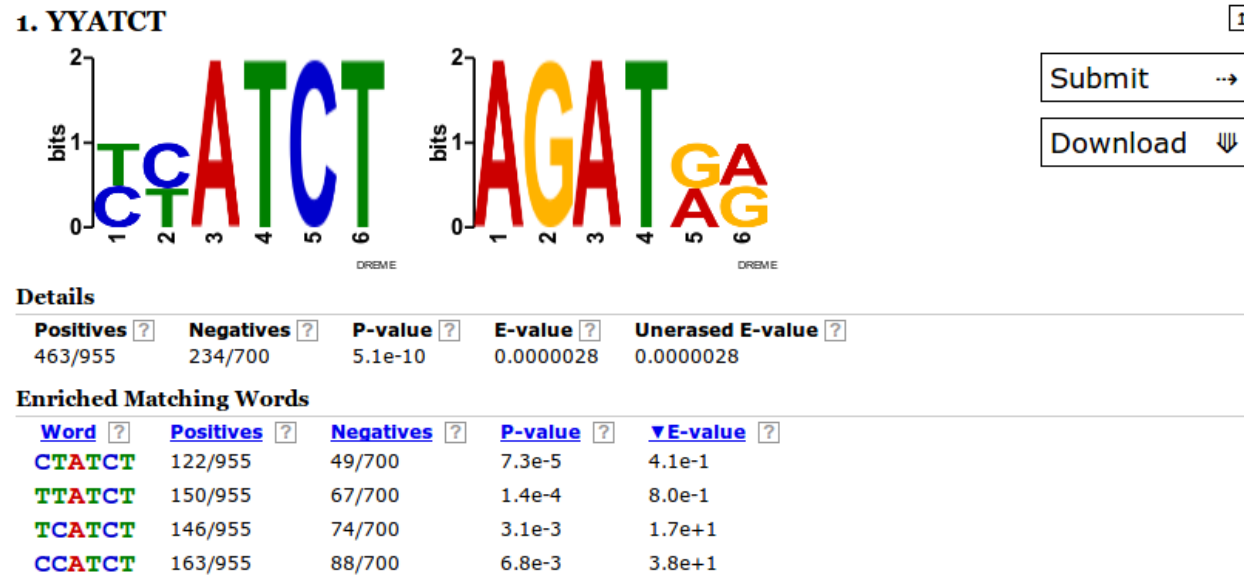 1. YYATCT
↥
Submit ⇢
Download ⟱
2
bits
1
0
TCATCT
CT
1 2 3 4 5 6
DREME
2
bits
1
0
AGATGA
AG
1 2 3 4 5 6
DREME
Details
Positives ? Negatives ? P-value ? E-value ? Unerased E-value ?
463/955 234/700 5.1e-10 0.0000028 0.0000028
Enriched Matching Words
Word ? Positives ? Negatives ? P-value ? ▼E-value ?
CTATCT 122/955 49/700 7.3e-5 4.1e-1
TTATCT 150/955 67/700 1.4e-4 8.0e-1
TCATCT 146/955 74/700 3.1e-3 1.7e+1
CCATCT 163/955 88/700 6.8e-3 3.8e+1